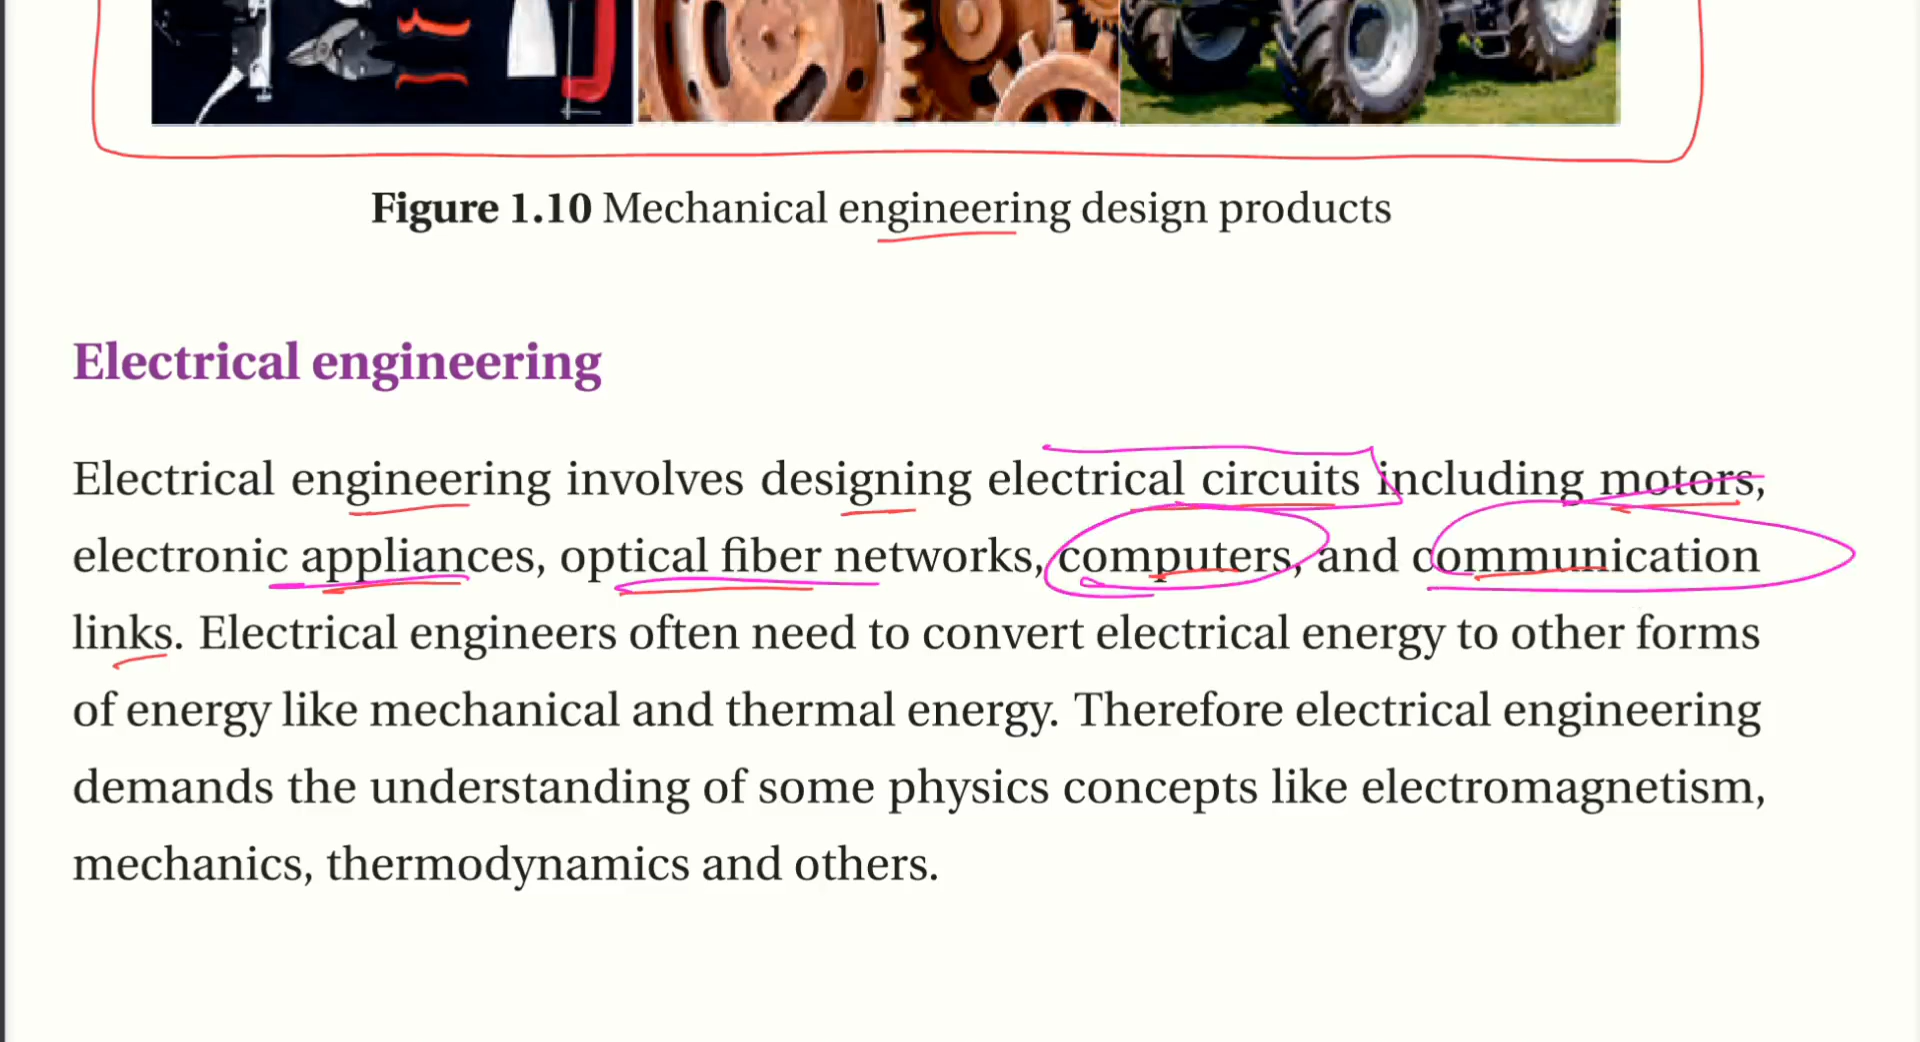 Figure 1.10 Mechanical engineering design products
Electrical engineering
Electrical engineering involves designing electrical circuits including motors,
electronic appliances, optical fiber networks, computers, and communication
links. Electrical engineers often need to convert electrical energy to other forms
of energy like mechanical and thermal energy. Therefore electrical engineering
demands the understanding of some physics concepts like electromagnetism,
mechanics, thermodynamics and others.